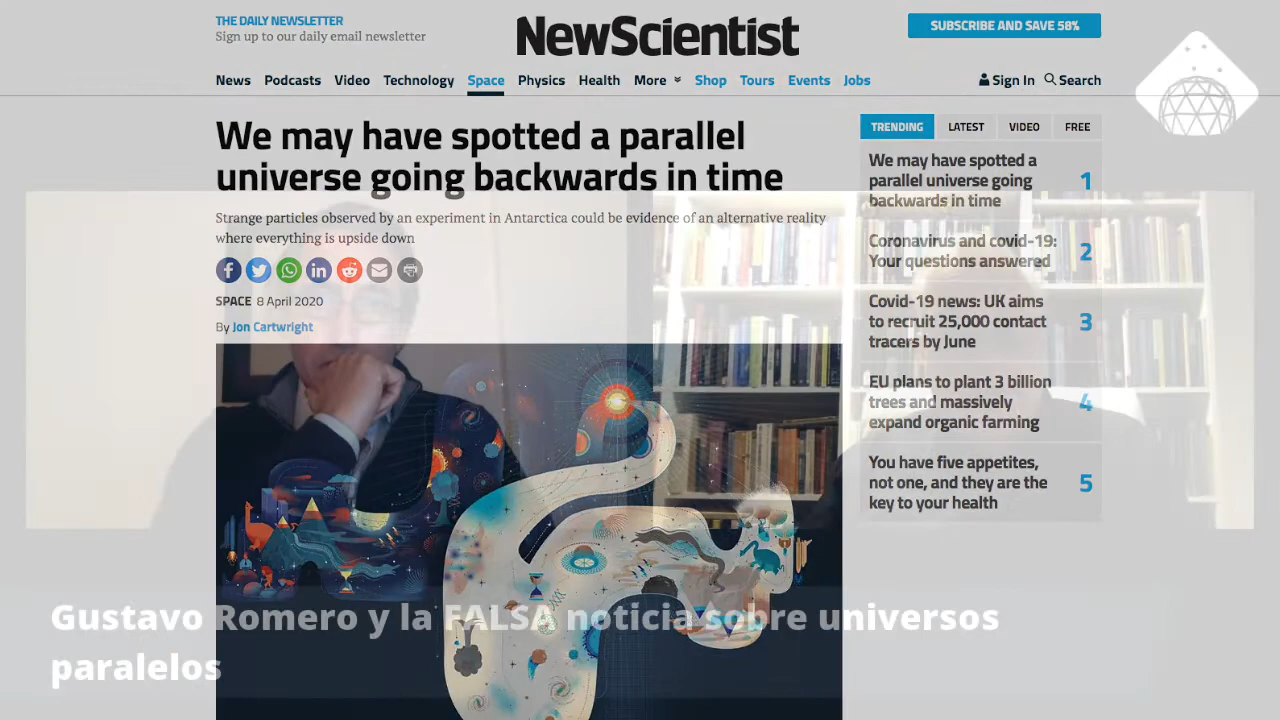 THE DAILY NEWSLETTER
Sign up to our daily email newsletter
NewScientist
SUBSCRIBE AND SAVE 58%
News Podcasts Video Technology Space Physics Health More Shop Tours Events Jobs
Sign In Search
We may have spotted a parallel
universe going backwards in time
Strange particles observed by an experiment in Antarctica could be evidence of an alternative reality
where everything is upside down
SPACE 8 April 2020
By Jon Cartwright
TRENDING LATEST VIDEO FREE
We may have spotted a
parallel universe going
backwards in time
1
Coronavirus and covid-19:
Your questions answered
2
Covid-19 news: UK aims
to recruit 25,000 contact
tracers by June
3
EU plans to plant 3 billion
trees and massively
expand organic farming
4
You have five appetites,
not one, and they are the
key to your health
5
Gustavo Romero y la FALSA noticia sobre universos
paralelos